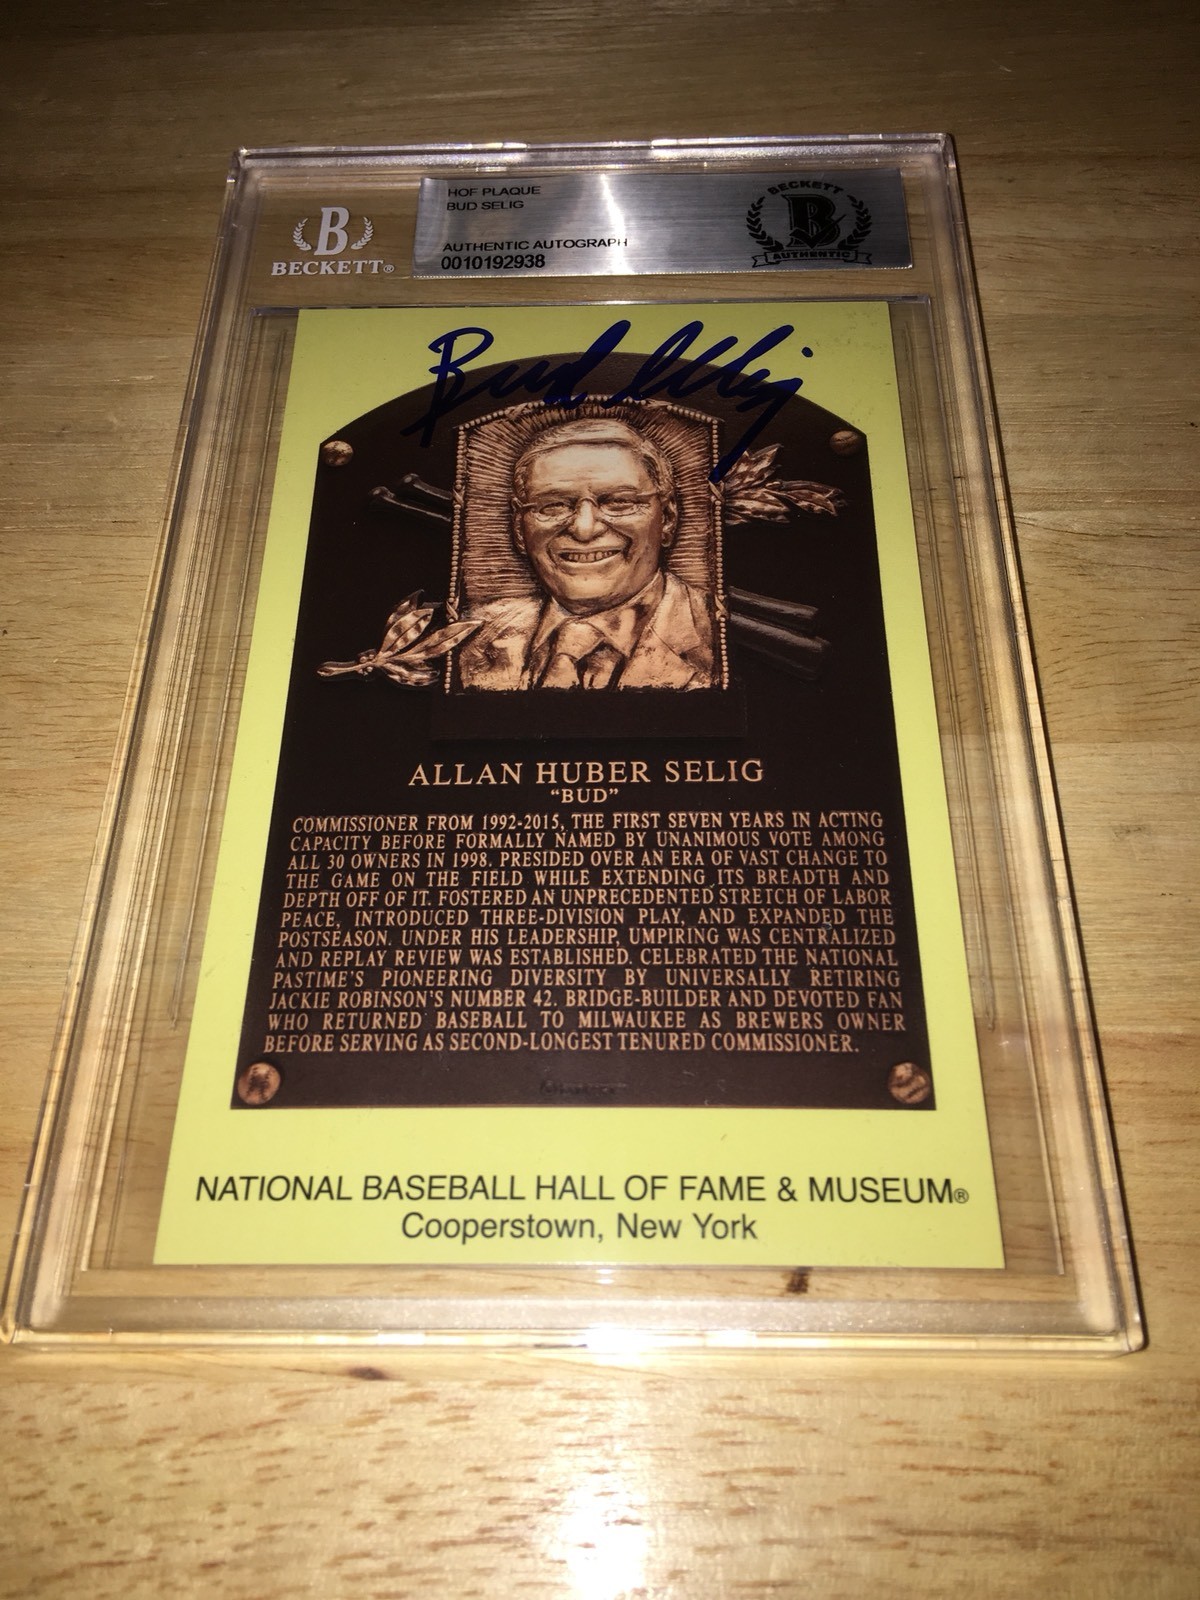 HOF PLAQUE
BUD SELIG
AUTHENTIC AUTOGRAPH
0010192938
B
BECKETT®
BECKETT
B
AUTHENTIC
Bud Selig
ALLAN HUBER SELIG
"BUD"
COMMISSIONER FROM 1992-2015, THE FIRST SEVEN YEARS IN ACTING
CAPACITY BEFORE FORMALLY NAMED BY UNANIMOUS VOTE AMONG
ALL 30 OWNERS IN 1998. PRESIDED OVER AN ERA OF VAST CHANGE TO
THE GAME ON THE FIELD WHILE EXTENDING ITS BREADTH AND
DEPTH OFF OF IT. FOSTERED AN UNPRECEDENTED STRETCH OF LABOR
PEACE, INTRODUCED THREE-DIVISION PLAY, AND EXPANDED THE
POSTSEASON. UNDER HIS LEADERSHIP, UMPIRING WAS CENTRALIZED
AND REPLAY REVIEW WAS ESTABLISHED. CELEBRATED THE NATIONAL
PASTIME'S PIONEERING DIVERSITY BY UNIVERSALLY RETIRING
JACKIE ROBINSON'S NUMBER 42. BRIDGE-BUILDER AND DEVOTED FAN
WHO RETURNED BASEBALL TO MILWAUKEE AS BREWERS OWNER
BEFORE SERVING AS SECOND-LONGEST TENURED COMMISSIONER.
NATIONAL BASEBALL HALL OF FAME & MUSEUM®
Cooperstown, New York